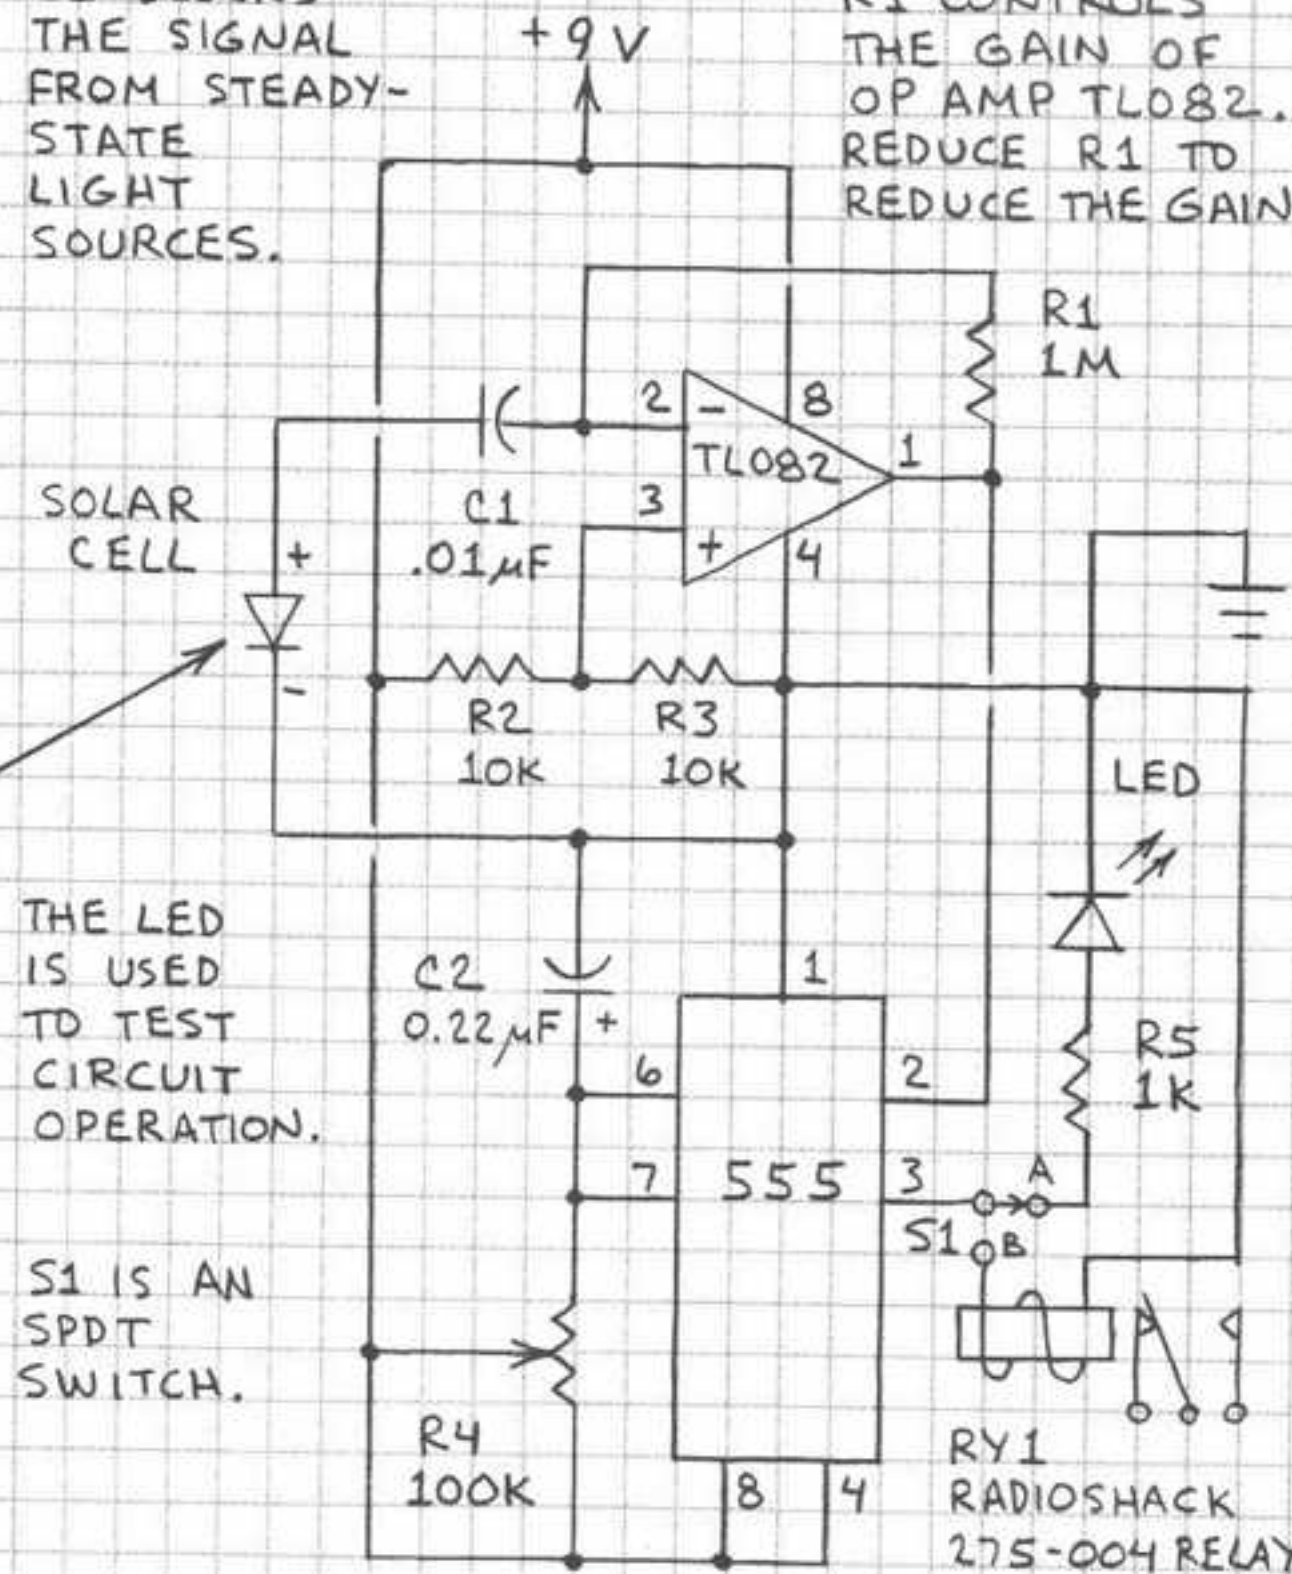 THE SIGNAL
FROM STEADY-
STATE
LIGHT
SOURCES.
+9V
R1 CONTROLS
THE GAIN OF
OP AMP TL082.
REDUCE R1 TO
REDUCE THE GAIN
R1
1M
2
-
8
TL082
1
3
+
4
C1
.01µF
SOLAR
CELL
+
-
R2
10K
R3
10K
LED
THE LED
IS USED
TO TEST
CIRCUIT
OPERATION.
C2
0.22µF
+
1
6
2
7
555
3
A
S1
B
R5
1K
S1 IS AN
SPDT
SWITCH.
R4
100K
8
4
RY1
RADIOSHACK
275-004 RELAY